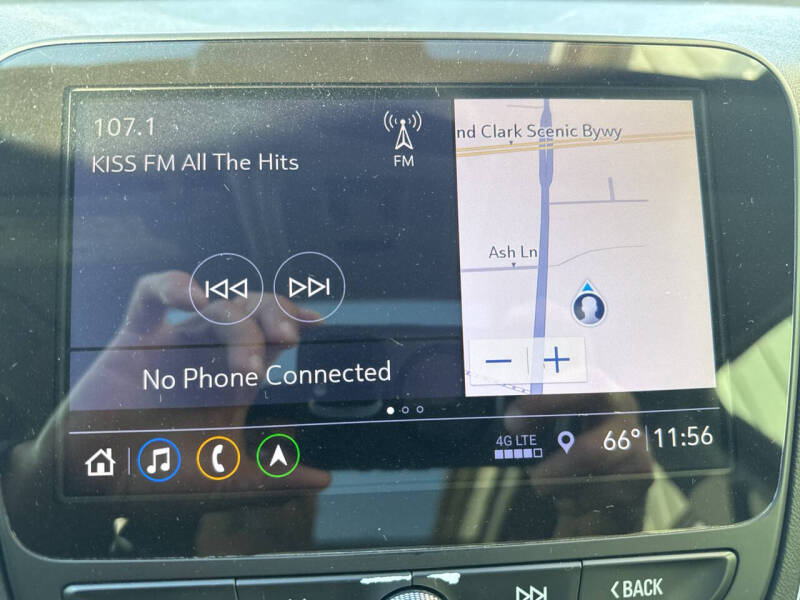 107.1
KISS FM All The Hits
FM
nd Clark Scenic Bywy
Ash Ln
No Phone Connected
4G LTE
66° 11:56
BACK